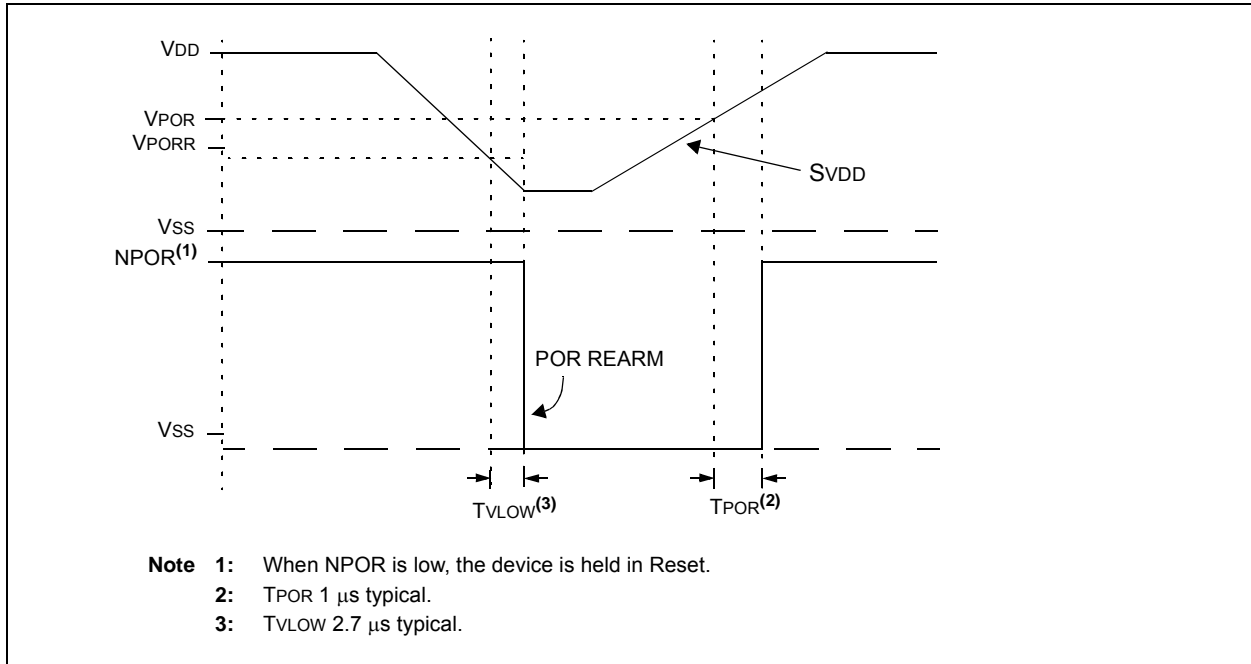 VDD
VPOR
VPORR
SVDD
VSS
NPOR(1)
POR REARM
VSS
TVLOW(3)
TPOR(2)
Note 1: When NPOR is low, the device is held in Reset.
2: TPOR 1 μs typical.
3: TVLOW 2.7 μs typical.